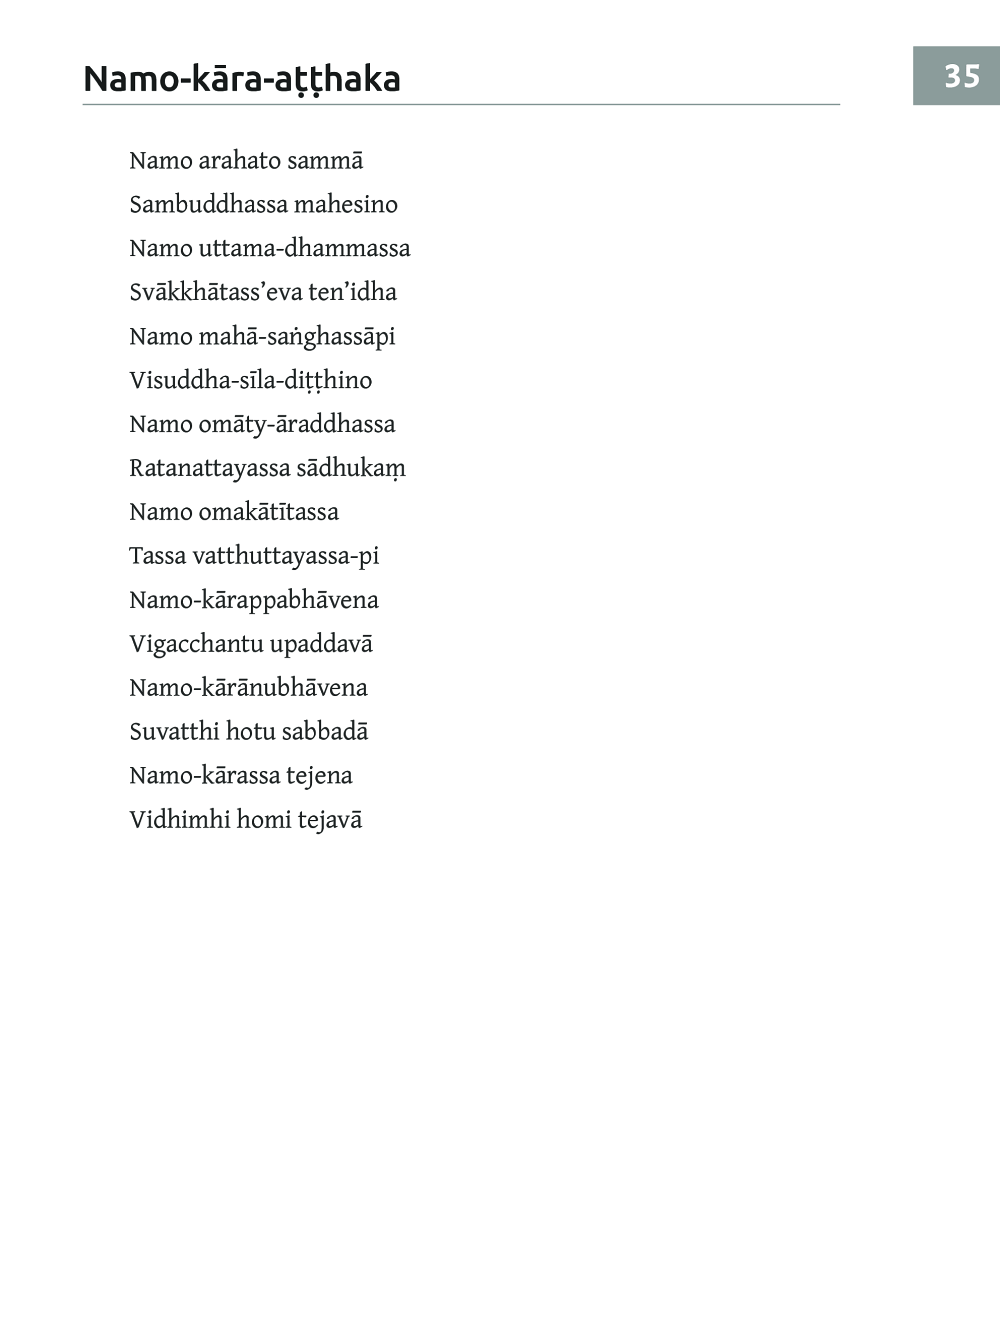 Namo-kāra-aṭṭhaka
35
Namo arahato sammā
Sambuddhassa mahesino
Namo uttama-dhammassa
Svākkhātass’eva ten’idha
Namo mahā-saṅghassāpi
Visuddha-sīla-diṭṭhino
Namo omāty-āraddhassa
Ratanattayassa sādhukaṃ
Namo omakātītassa
Tassa vatthuttayassa-pi
Namo-kārappabhāvena
Vigacchantu upaddavā
Namo-kārānubhāvena
Suvatthi hotu sabbadā
Namo-kārassa tejena
Vidhimhi homi tejavā